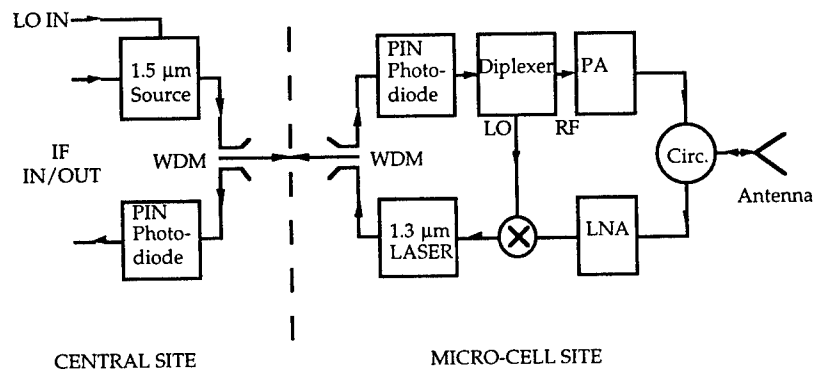 LO IN
1.5 µm
Source
IF
IN/OUT
WDM
PIN
Photo-
diode
PIN
Photo-
diode
Diplexer
LO
RF
PA
Circ.
Antenna
WDM
1.3 µm
LASER
LNA
CENTRAL SITE
MICRO-CELL SITE